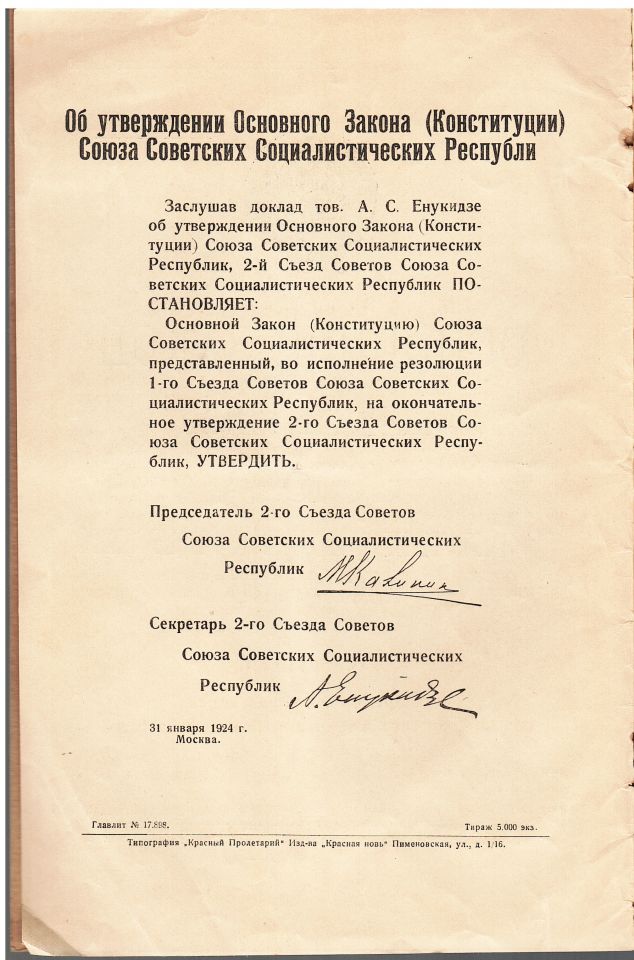 Об утверждении Основного Закона (Конституции)
Союза Советских Социалистических Республи
Заслушав доклад тов. А. С. Енукидзе
об утверждении Основного Закона (Консти-
туции) Союза Советских Социалистических
Республик, 2-й Съезд Советов Союза Со-
ветских Социалистических Республик ПО-
СТАНОВЛЯЕТ:
Основной Закон (Конституцию) Союза
Советских Социалистических Республик,
представленный, во исполнение резолюции
1-го Съезда Советов Союза Советских Со-
циалистических Республик, на окончатель-
ное утверждение 2-го Съезда Советов Со-
юза Советских Социалистических Респу-
блик, УТВЕРДИТЬ.
Председатель 2-го Съезда Советов
Союза Советских Социалистических
Республик МКалинин
Секретарь 2-го Съезда Советов
Союза Советских Социалистических
Республик А. Енукидзе
31 января 1924 г.
Москва.
Главлит № 17.898. Тираж 5.000 экз.
Типография „Красный Пролетарий" Изд-ва „Красная новь" Пименовская, ул., д. 1/16.